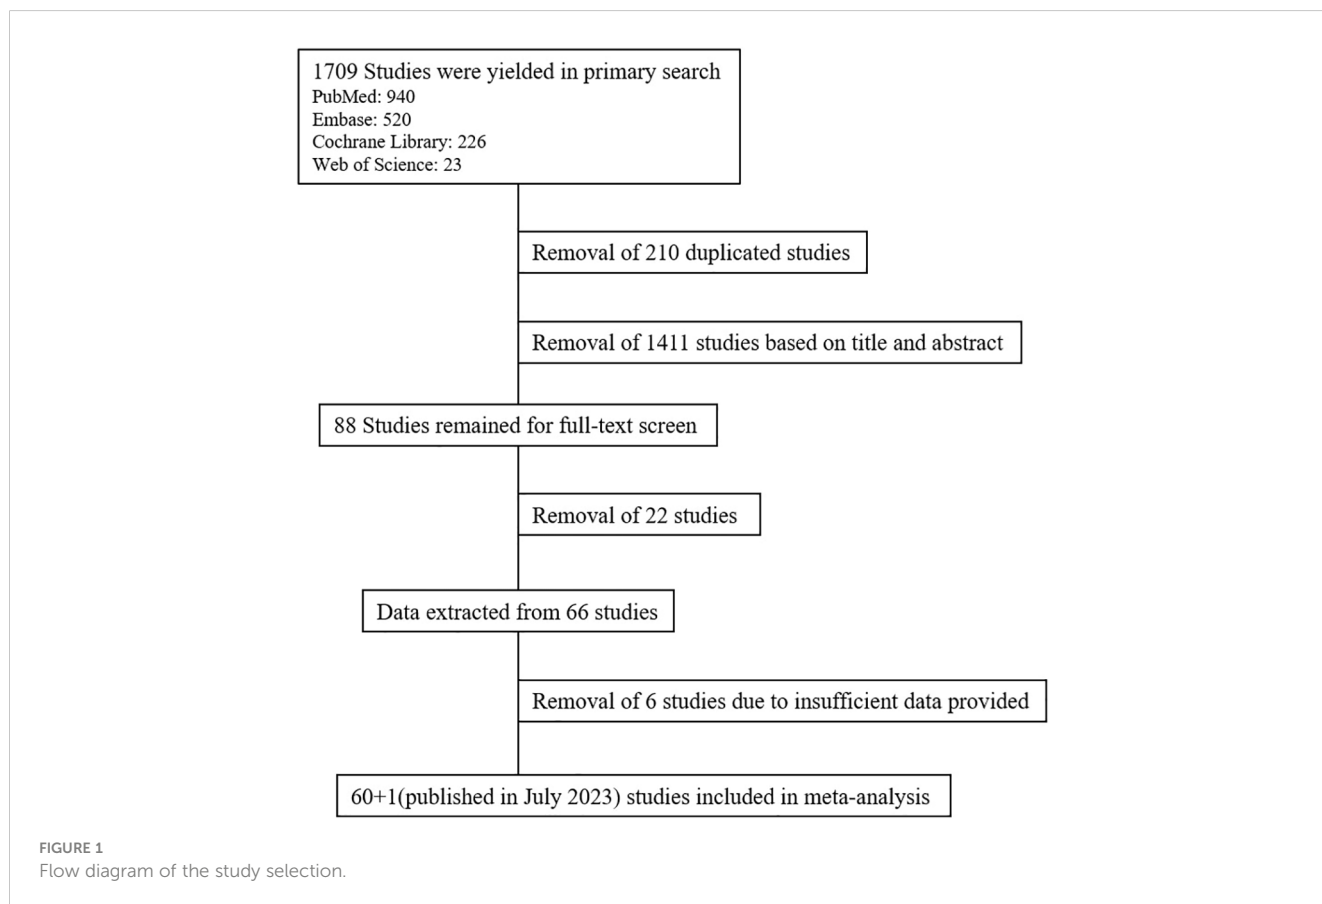 1709 Studies were yielded in primary search
PubMed: 940
Embase: 520
Cochrane Library: 226
Web of Science: 23
Removal of 210 duplicated studies
Removal of 1411 studies based on title and abstract
88 Studies remained for full-text screen
Removal of 22 studies
Data extracted from 66 studies
Removal of 6 studies due to insufficient data provided
60+1(published in July 2023) studies included in meta-analysis
FIGURE 1
Flow diagram of the study selection.